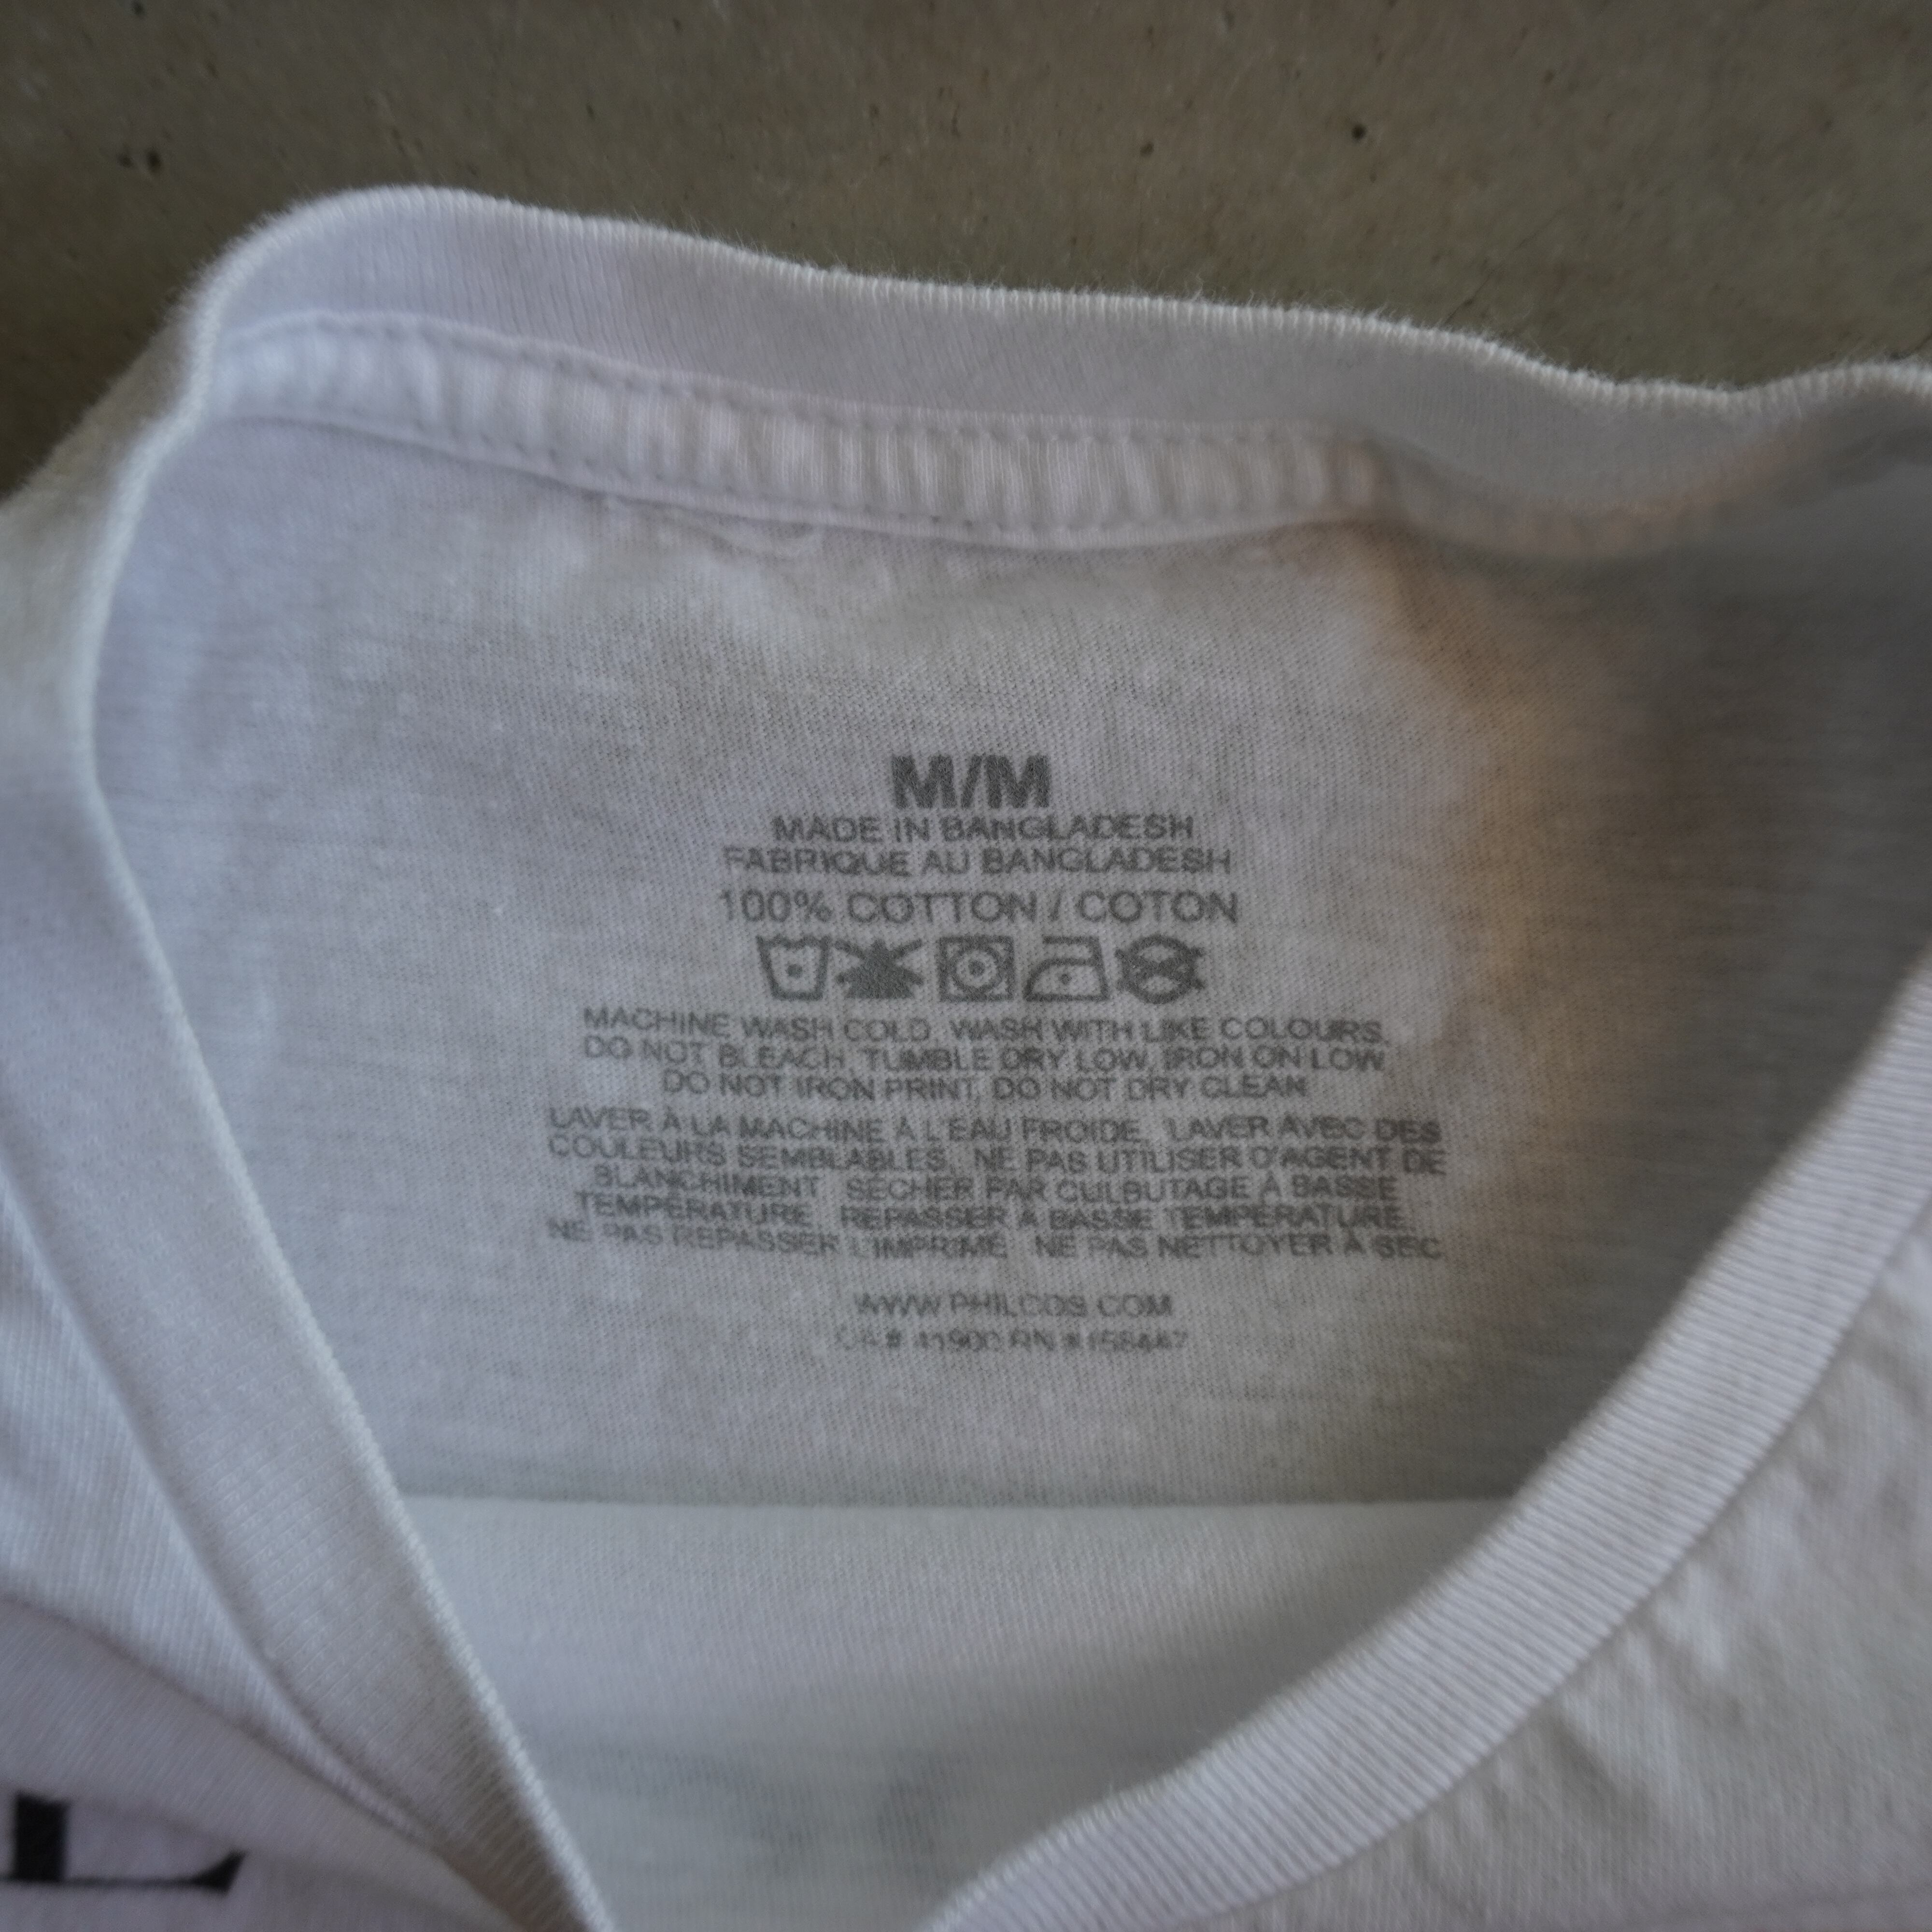 M/M
MADE IN BANGLADESH
FABRIQUE AU BANGLADESH
100% COTTON / COTON
MACHINE WASH COLD, WASH WITH LIKE COLOURS.
DO NOT BLEACH, TUMBLE DRY LOW, IRON ON LOW
DO NOT IRON PRINT, DO NOT DRY CLEAN
LAVER À LA MACHINE À L'EAU FROIDE, LAVER AVEC DES
COULEURS SEMBLABLES, NE PAS UTILISER D'AGENT DE
BLANCHIMENT SÉCHER PAR CULBUTAGE À BASSE
TEMPÉRATURE, REPASSER À BASSE TEMPÉRATURE,
NE PAS REPASSER L'IMPRIMÉ NE PAS NETTOYER À SEC
WWW.PHILCOS.COM
CA# 41900 RN #
L